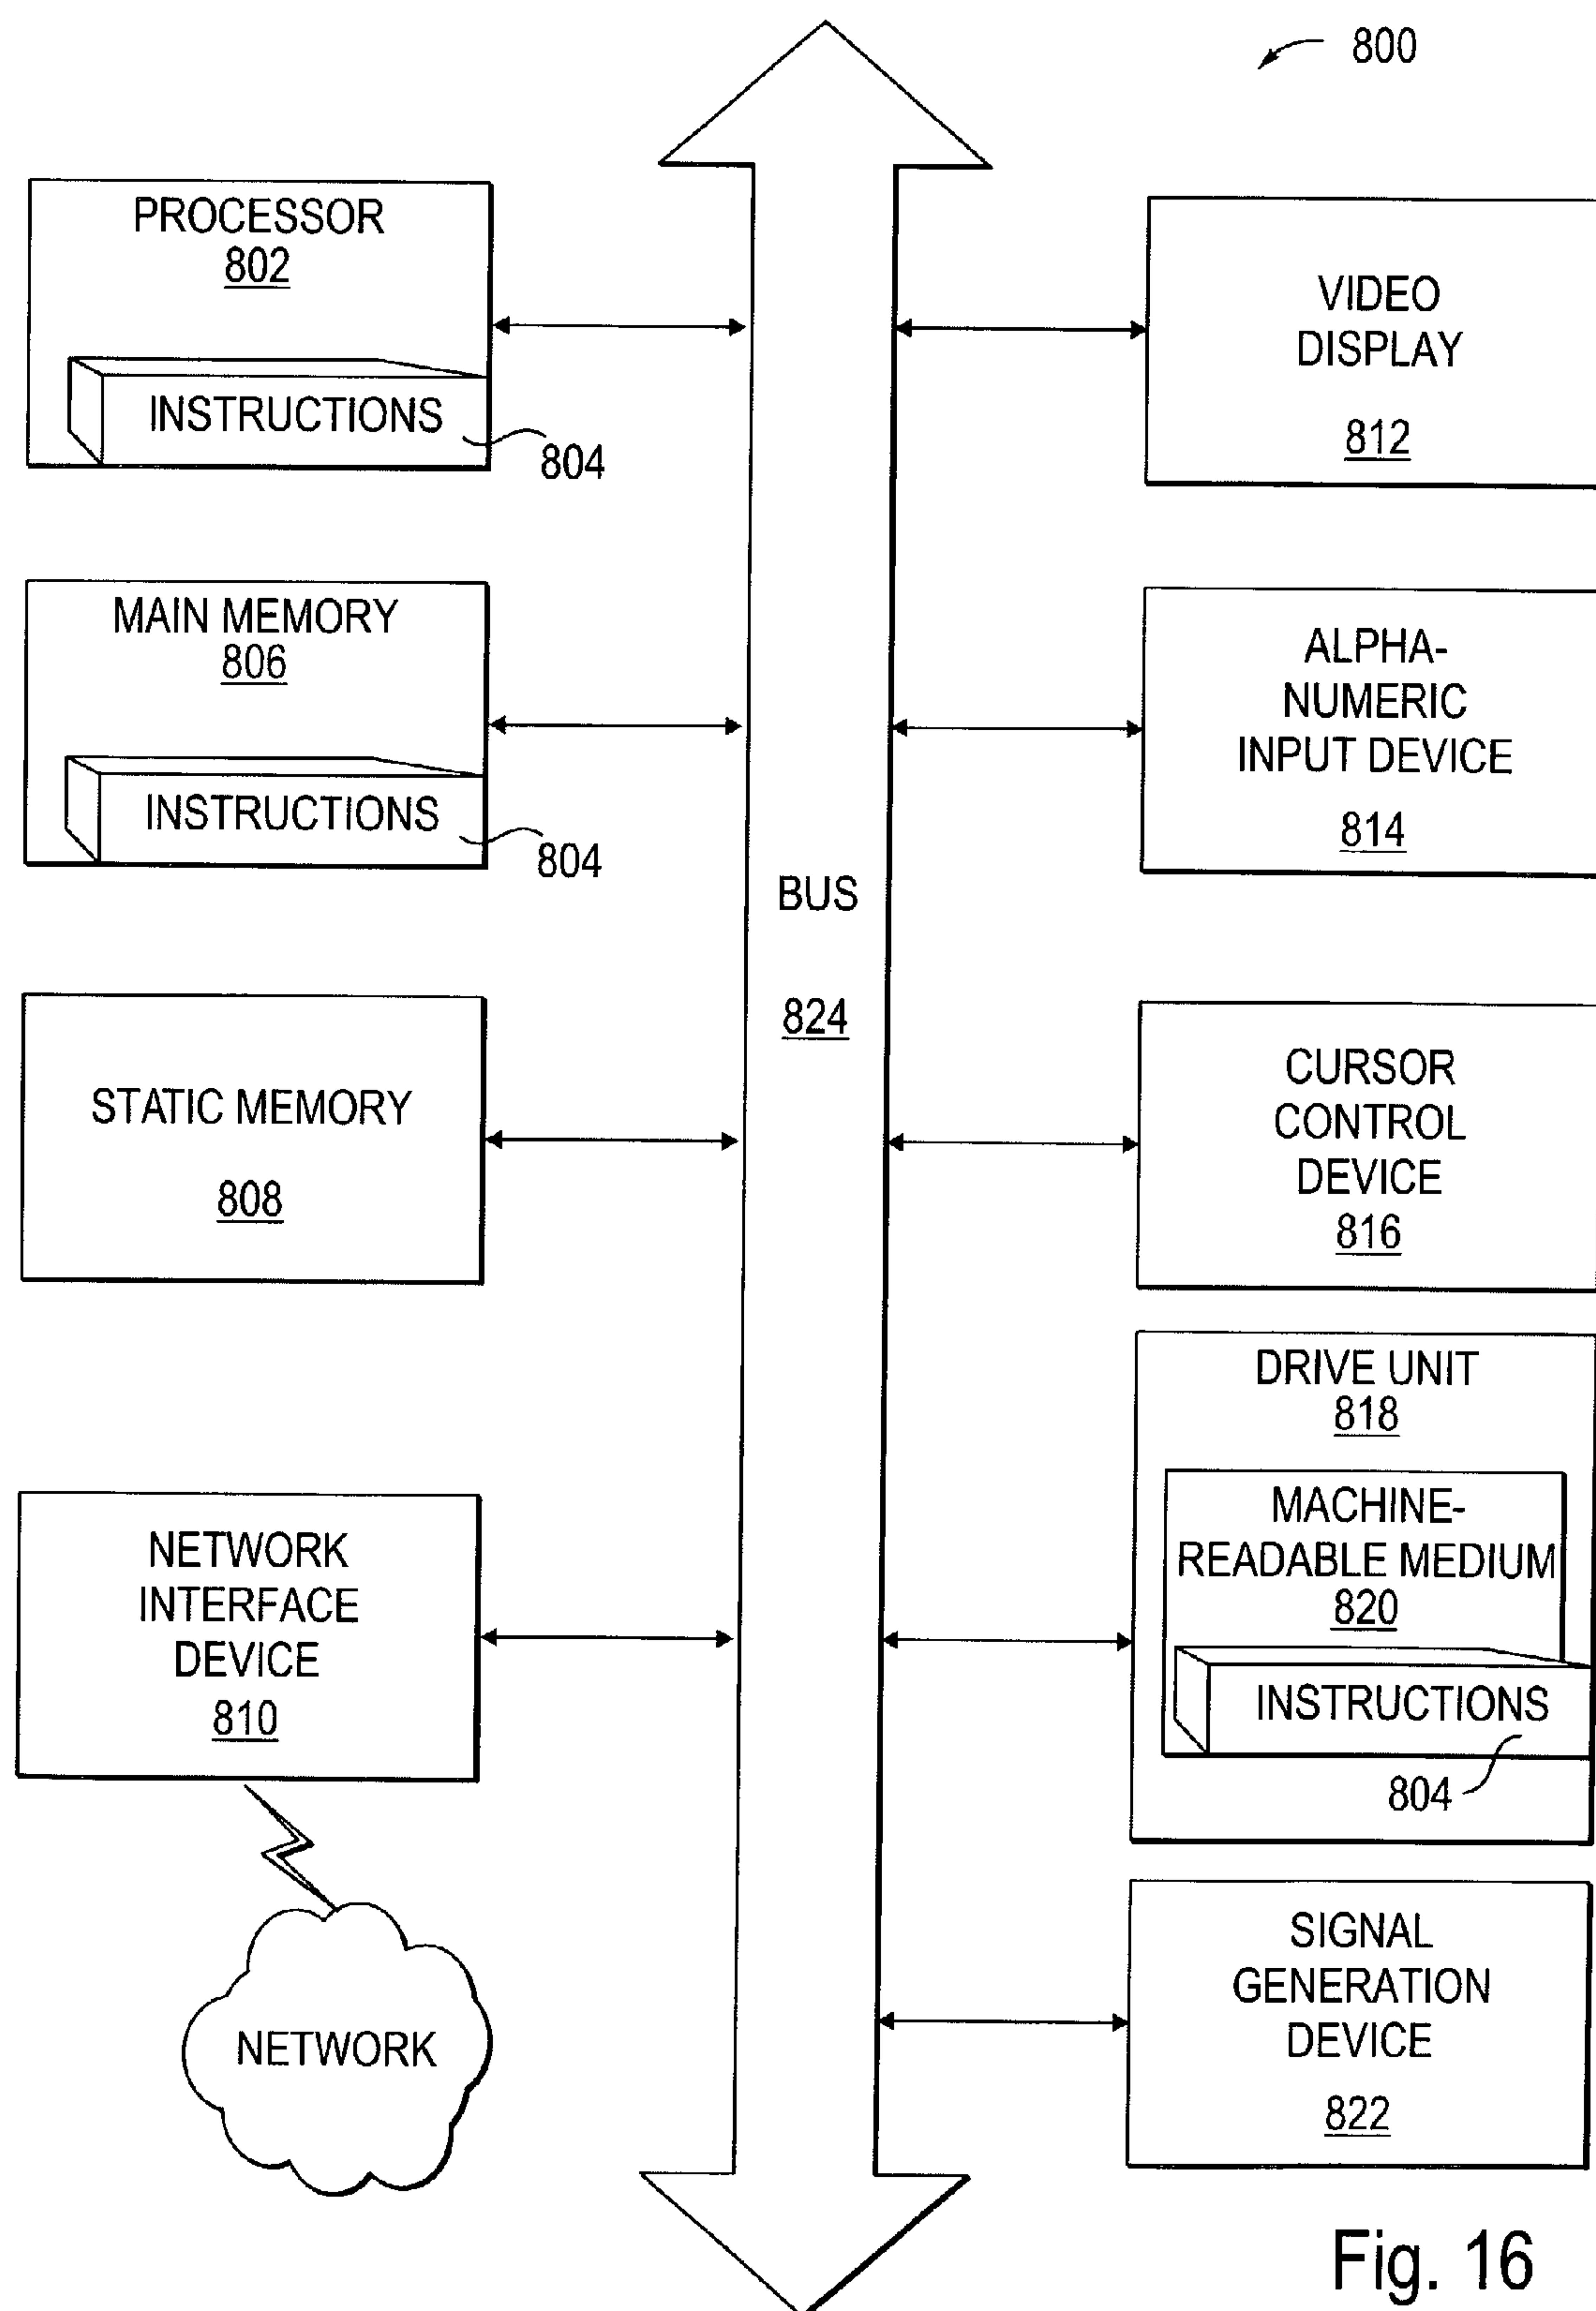 800
PROCESSOR
802
INSTRUCTIONS
804
MAIN MEMORY
806
INSTRUCTIONS
804
STATIC MEMORY
808
NETWORK
INTERFACE
DEVICE
810
NETWORK
BUS
824
VIDEO
DISPLAY
812
ALPHA-
NUMERIC
INPUT DEVICE
814
CURSOR
CONTROL
DEVICE
816
DRIVE UNIT
818
MACHINE-
READABLE MEDIUM
820
INSTRUCTIONS
804
SIGNAL
GENERATION
DEVICE
822
Fig. 16